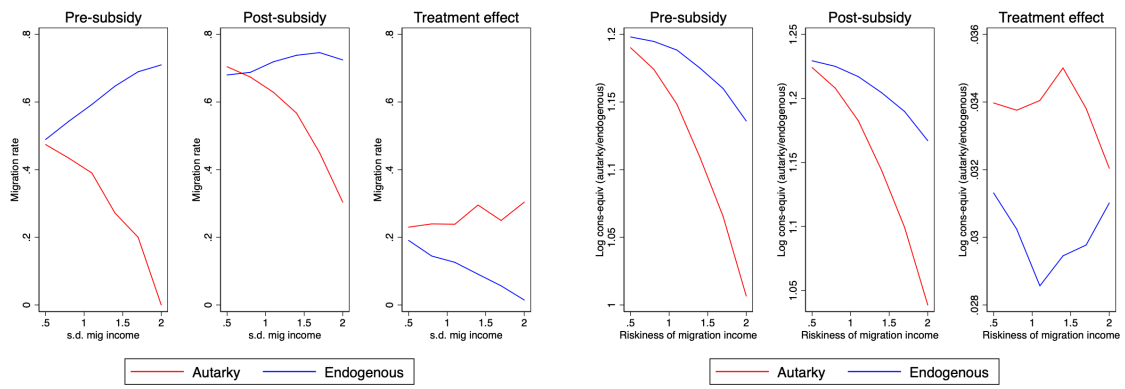 Pre-subsidy
Post-subsidy
Treatment effect
Migration rate
.8
.6
.4
.2
0
.5
1
1.5
2
Migration rate
.8
.6
.4
.2
0
.5
1
1.5
2
s.d. mig income
Migration rate
.8
.6
.4
.2
0
.5
1
1.5
2
s.d. mig income
s.d. mig income
Autarky
Endogenous
Pre-subsidy
Post-subsidy
Treatment effect
Log cons-equiv (autarky/endogenous)
1.2
1.15
1.1
1.05
1
.5
1
1.5
2
Riskiness of migration income
Log cons-equiv (autarky/endogenous)
1.25
1.2
1.15
1.1
1.05
.5
1
1.5
2
Riskiness of migration income
Log cons-equiv (autarky/endogenous)
.036
.034
.032
.03
.028
.5
1
1.5
2
Riskiness of migration income
Autarky
Endogenous